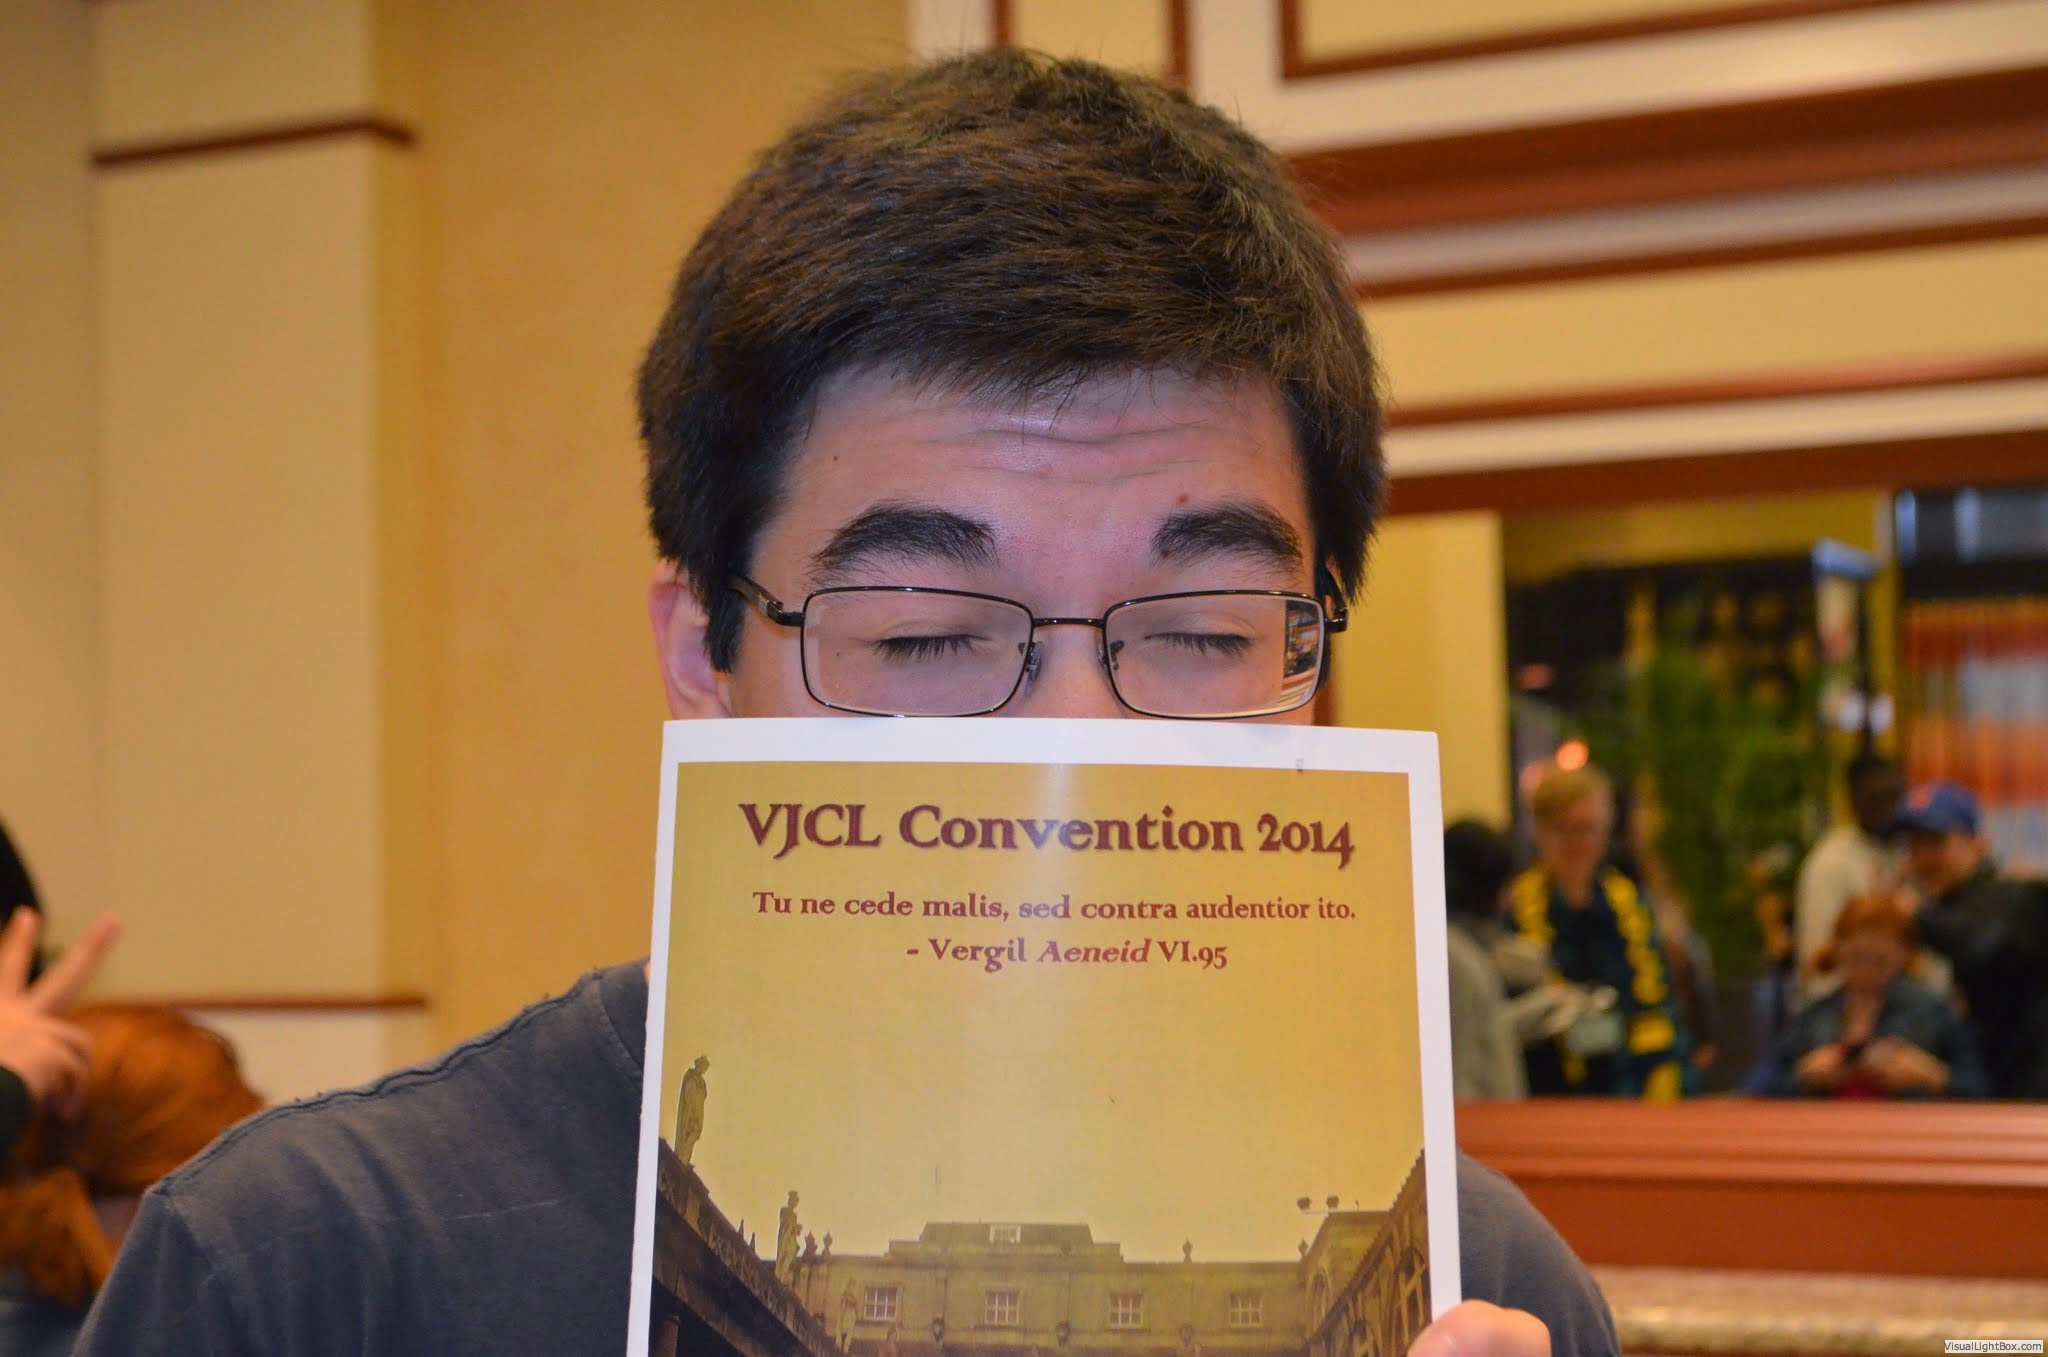 VJCL Convention 2014
Tu ne cede malis, sed contra audentior ito.
- Vergil Aeneid VI.95
VisualLightBox.com